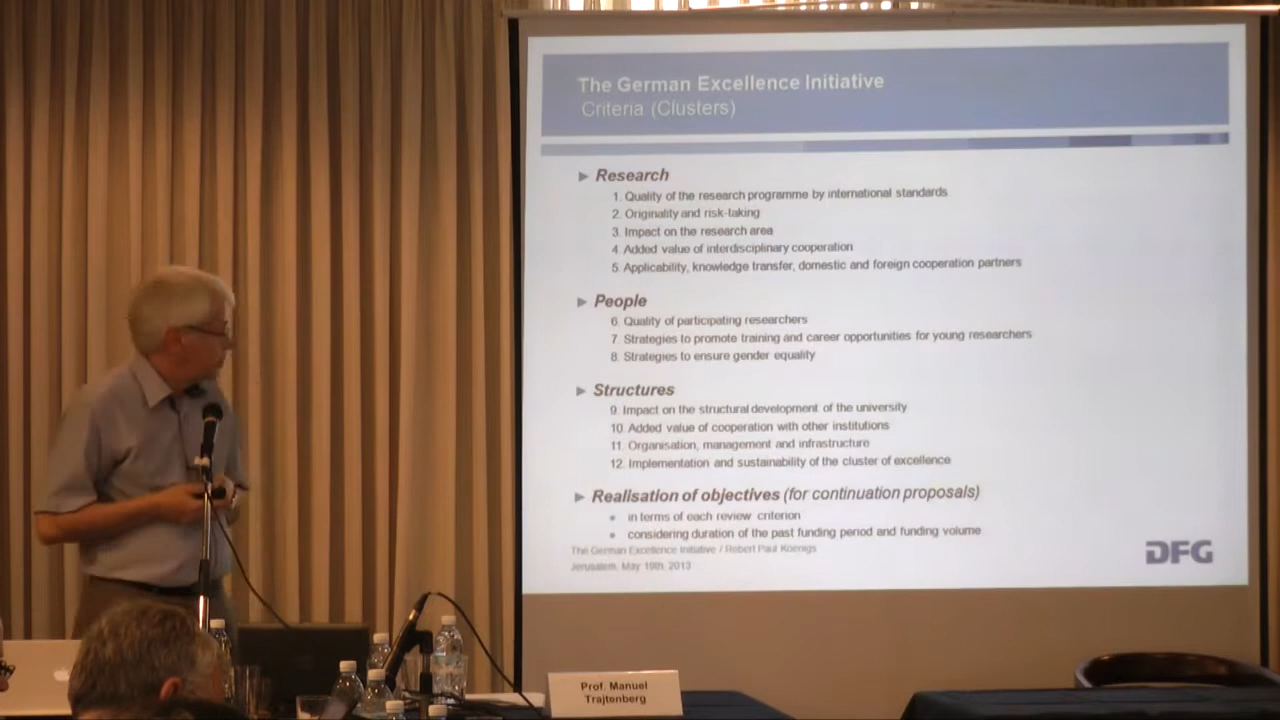 The German Excellence Initiative
Criteria (Clusters)
Research
1. Quality of the research programme by international standards
2. Originality and risk-taking
3. Impact on the research area
4. Added value of interdisciplinary cooperation
5. Applicability, knowledge transfer, domestic and foreign cooperation partners
People
6. Quality of participating researchers
7. Strategies to promote training and career opportunities for young researchers
8. Strategies to ensure gender equality
Structures
9. Impact on the structural development of the university
10. Added value of cooperation with other institutions
11. Organisation, management and infrastructure
12. Implementation and sustainability of the cluster of excellence
Realisation of objectives (for continuation proposals)
in terms of each review criterion
considering duration of the past funding period and funding volume
The German Excellence Initiative / Robert Paul Koenigs
Jerusalem, May 19th, 2013
DFG
Prof. Manuel
Trajtenberg